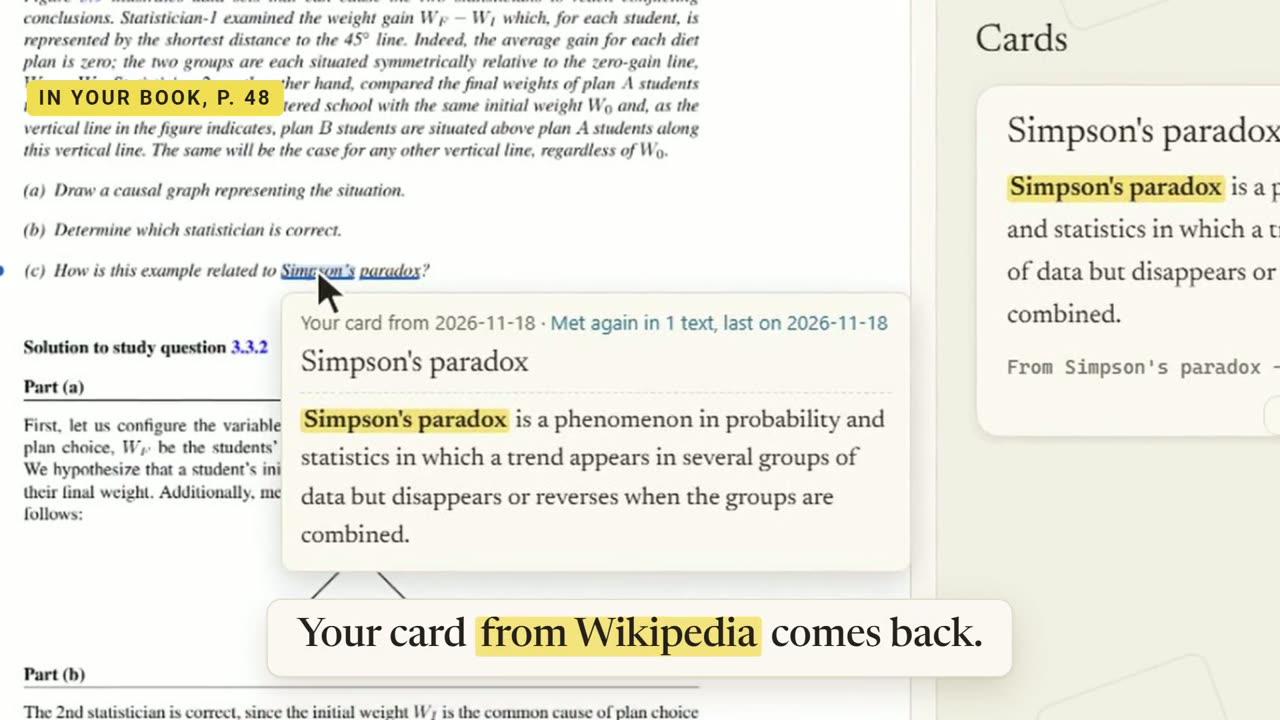 conclusions. Statistician-1 examined the weight gain W_F − W_I which, for each student, is
represented by the shortest distance to the 45° line. Indeed, the average gain for each diet
plan is zero; the two groups are each situated symmetrically relative to the zero-gain line,
hand, compared the final weights of plan A students
IN YOUR BOOK, P. 48
school with the same initial weight W_0 and, as the
vertical line in the figure indicates, plan B students are situated above plan A students along
this vertical line. The same will be the case for any other vertical line, regardless of W_0.
(a) Draw a causal graph representing the situation.
(b) Determine which statistician is correct.
(c) How is this example related to Simpson's paradox?
Your card from 2026-11-18 · Met again in 1 text, last on 2026-11-18
Simpson's paradox
Simpson's paradox is a phenomenon in probability and
statistics in which a trend appears in several groups of
data but disappears or reverses when the groups are
combined.
Solution to study question 3.3.2
Part (a)
First, let us configure the variable
plan choice, W_F be the students'
We hypothesize that a student's
their final weight. Additionally,
follows:
Your card from Wikipedia comes back.
Part (b)
The 2nd statistician is correct, since the initial weight W_I is the common cause of plan choice
Cards
Simpson's paradox
Simpson's paradox is a
and statistics in which a
of data but disappears or
combined.
From Simpson's paradox